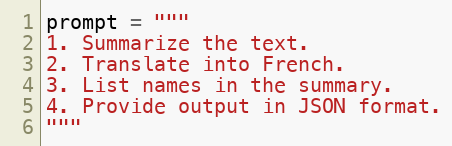 1 prompt = """
2 1. Summarize the text.
3 2. Translate into French.
4 3. List names in the summary.
5 4. Provide output in JSON format.
6 """